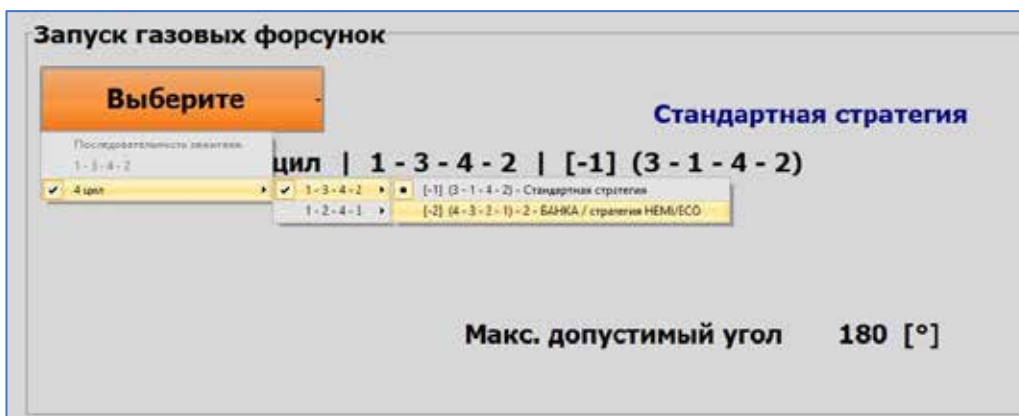 Запуск газовых форсунок
Выберите
Стандартная стратегия
Последовательность зажигания
1 - 3 - 4 - 2
цил | 1 - 3 - 4 - 2 | [-1] (3 - 1 - 4 - 2)
4 цил
1 - 3 - 4 - 2
[-1] (3 - 1 - 4 - 2) - Стандартная стратегия
1 - 2 - 4 - 3
[-2] (4 - 3 - 2 - 1) - 2 - БАНКА / стратегия HEMI/ECO
Макс. допустимый угол 180 [°]